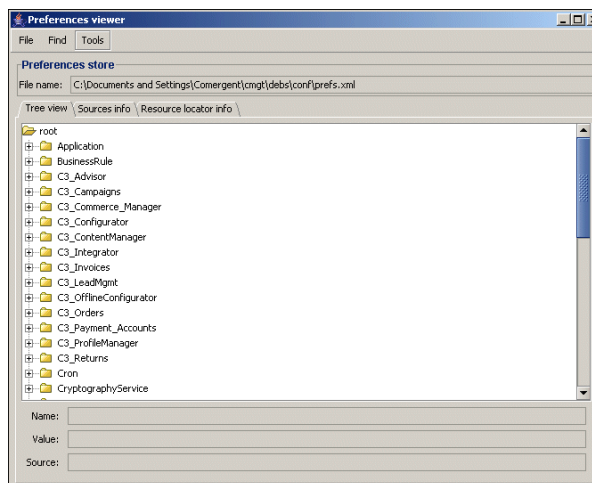 Preferences viewer
File Find Tools
Preferences store
File name: C:\Documents and Settings\Comergent\cmgt\debs\conf\prefs.xml
Tree view Sources info Resource locator info
root
Application
BusinessRule
C3_Advisor
C3_Campaigns
C3_Commerce_Manager
C3_Configurator
C3_ContentManager
C3_Integrator
C3_Invoices
C3_LeadMgmt
C3_OfflineConfigurator
C3_Orders
C3_Payment_Accounts
C3_ProfileManager
C3_Returns
Cron
CryptographyService
Name:
Value:
Source: